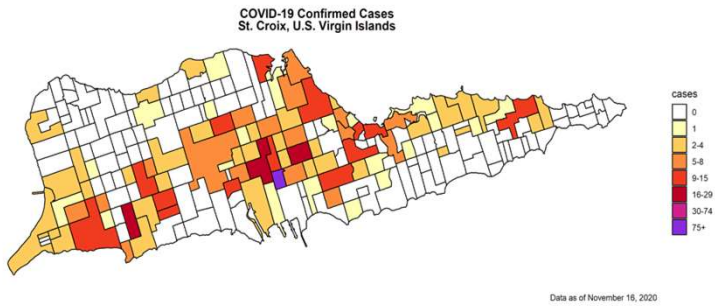 COVID-19 Confirmed Cases
St. Croix, U.S. Virgin Islands
cases
0
1
2-4
5-8
9-15
16-29
30-74
75+
Data as of November 16, 2020